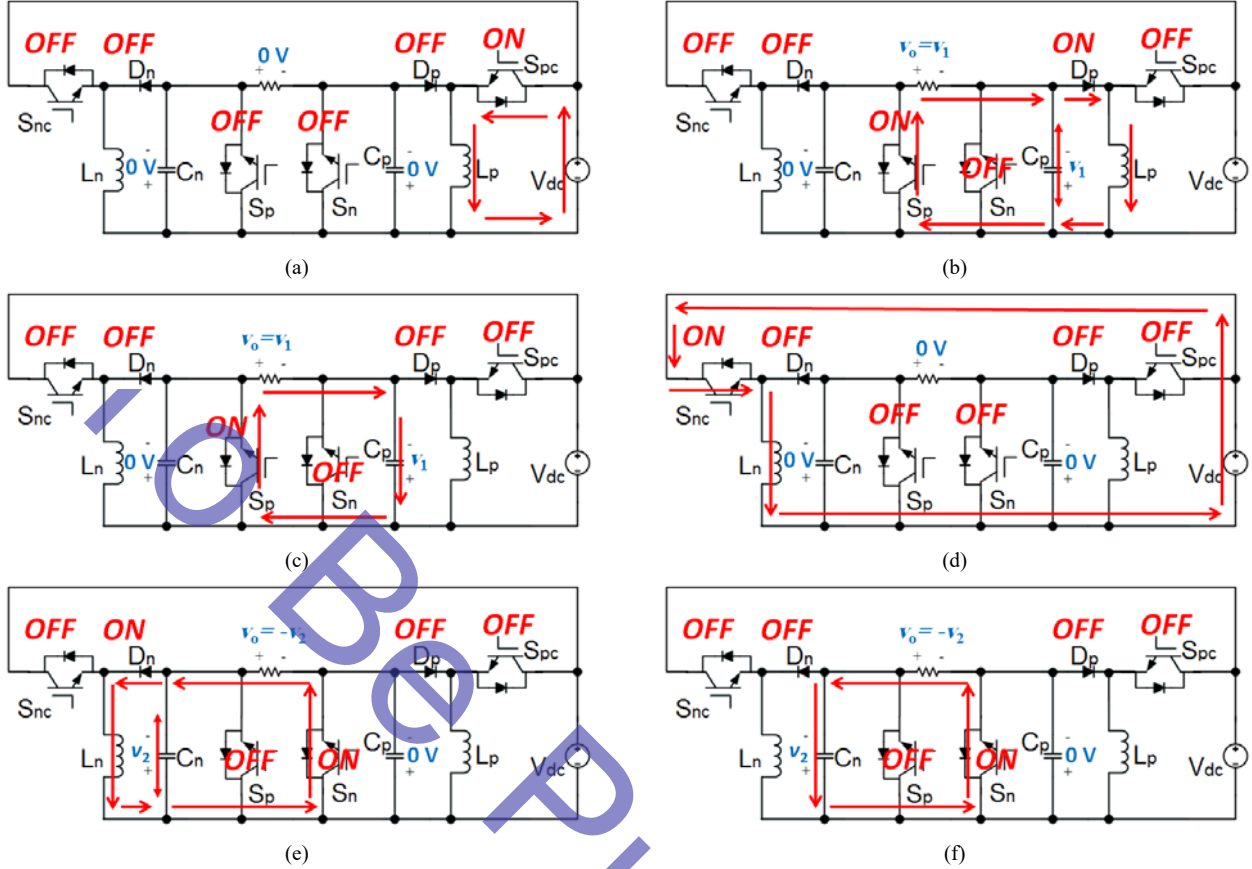 OFF OFF 0 V OFF ON
Dn Dp Spc
Snc OFF OFF
+ -
Ln 0 V Cn Sp Sn Cp 0 V Lp Vdc
- +
(a)
OFF OFF vo=v1 ON OFF
Dn Dp Spc
Snc ON OFF
+ -
Ln 0 V Cn Sp Sn Cp v1 Lp Vdc
- +
(b)
OFF OFF vo=v1 OFF OFF
Dn Dp Spc
Snc ON OFF
+ -
Ln 0 V Cn Sp Sn Cp v1 Lp Vdc
- +
(c)
ON OFF 0 V OFF OFF
Dn Dp Spc
Snc OFF OFF
+ -
Ln 0 V Cn Sp Sn Cp 0 V Lp Vdc
- +
(d)
OFF ON vo= -v2 OFF OFF
Dn Dp Spc
Snc OFF ON
+ -
Ln v2 Cn Sp Sn Cp 0 V Lp Vdc
- +
(e)
OFF OFF vo= -v2 OFF OFF
Dn Dp Spc
Snc OFF ON
+ -
Ln v2 Cn Sp Sn Cp 0 V Lp Vdc
- +
(f)
o Be P